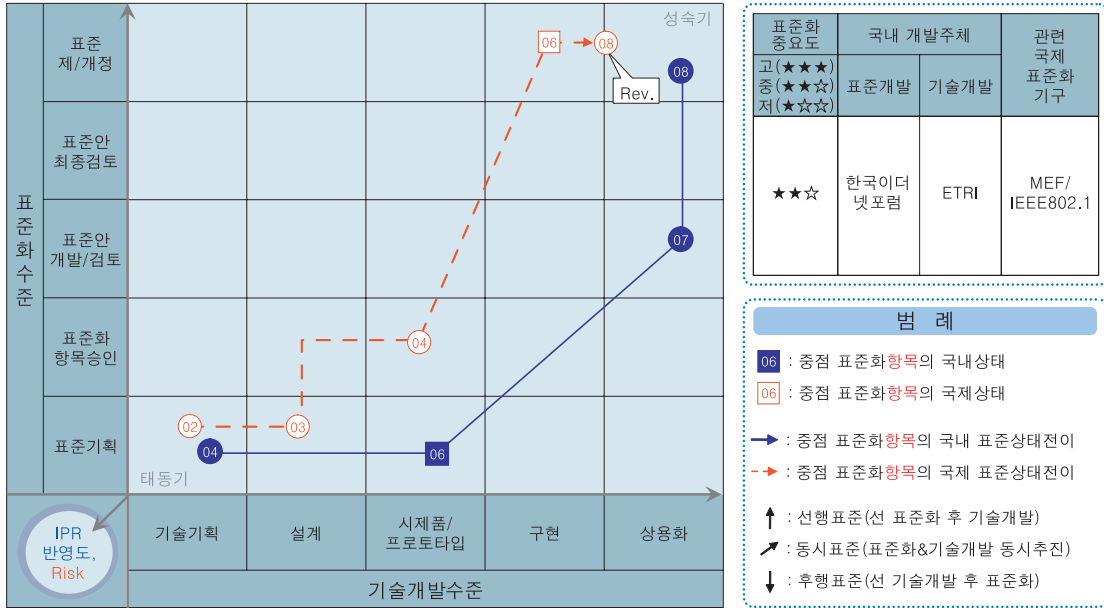 성숙기
표준
제/개정
표준안
최종검토
표준안
개발/검토
표준화
항목승인
표준기획
표준화수준
06
08
Rev.
08
07
04
02
03
04
06
태동기
IPR
반영도,
Risk
기술기획
설계
시제품/
프로토타입
구현
상용화
기술개발수준
표준화
중요도
고(★★★)
중(★★☆)
저(★☆☆)
국내 개발주체
표준개발
기술개발
관련
국제
표준화
기구
★★☆
한국이더
넷포럼
ETRI
MEF/
IEEE802.1
범 례
06 : 중점 표준화항목의 국내상태
06 : 중점 표준화항목의 국제상태
: 중점 표준화항목의 국내 표준상태전이
: 중점 표준화항목의 국제 표준상태전이
: 선행표준(선 표준화 후 기술개발)
: 동시표준(표준화&기술개발 동시추진)
: 후행표준(선 기술개발 후 표준화)